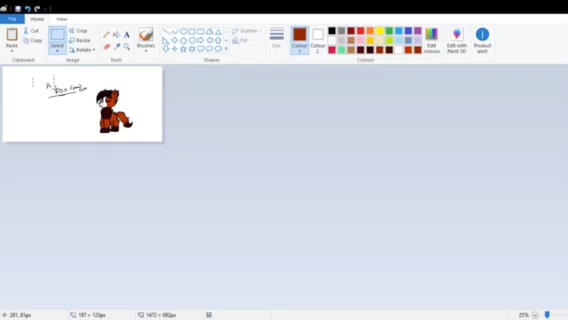 File Home View
Paste
Cut
Copy
Clipboard
Select
Crop
Resize
Rotate
Image
Tools
Brushes
Shapes
Outline
Fill
Size
Colour 1
Colour 2
Colours
Edit colours
Edit with Paint 3D
Product alert
281, 81px 197 × 125px 1472 × 692px 25%